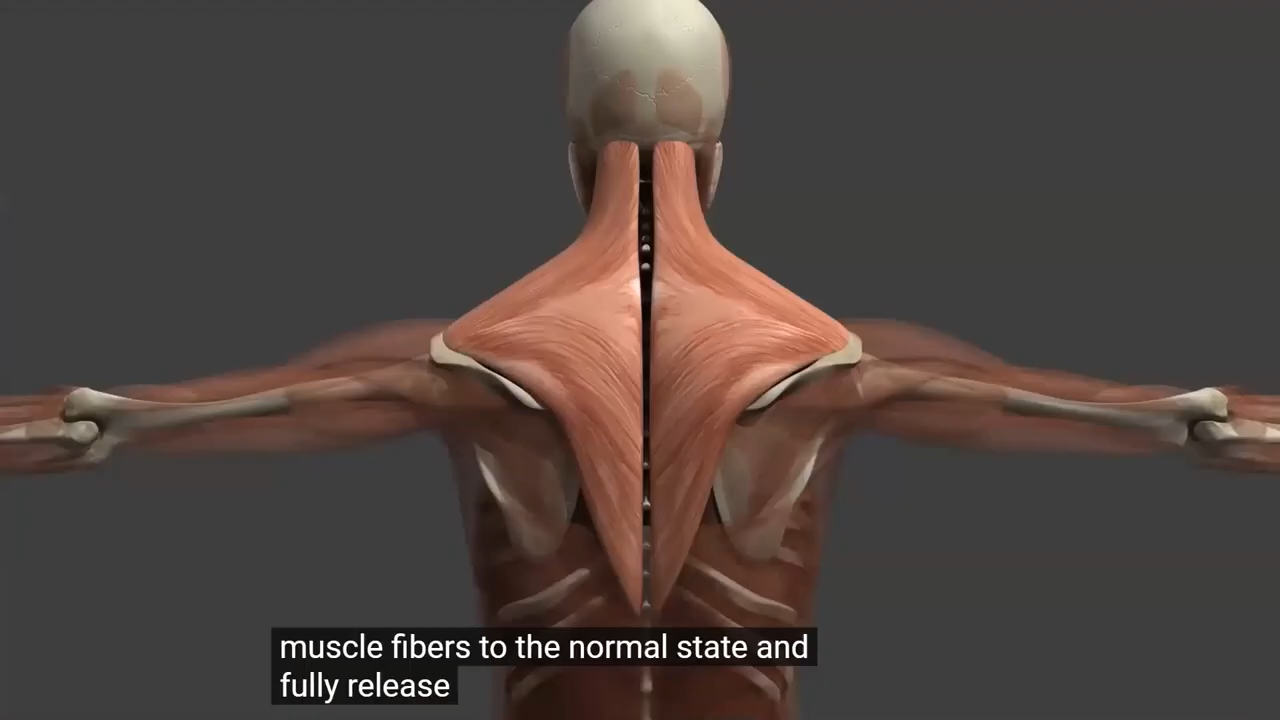 muscle fibers to the normal state and
fully release